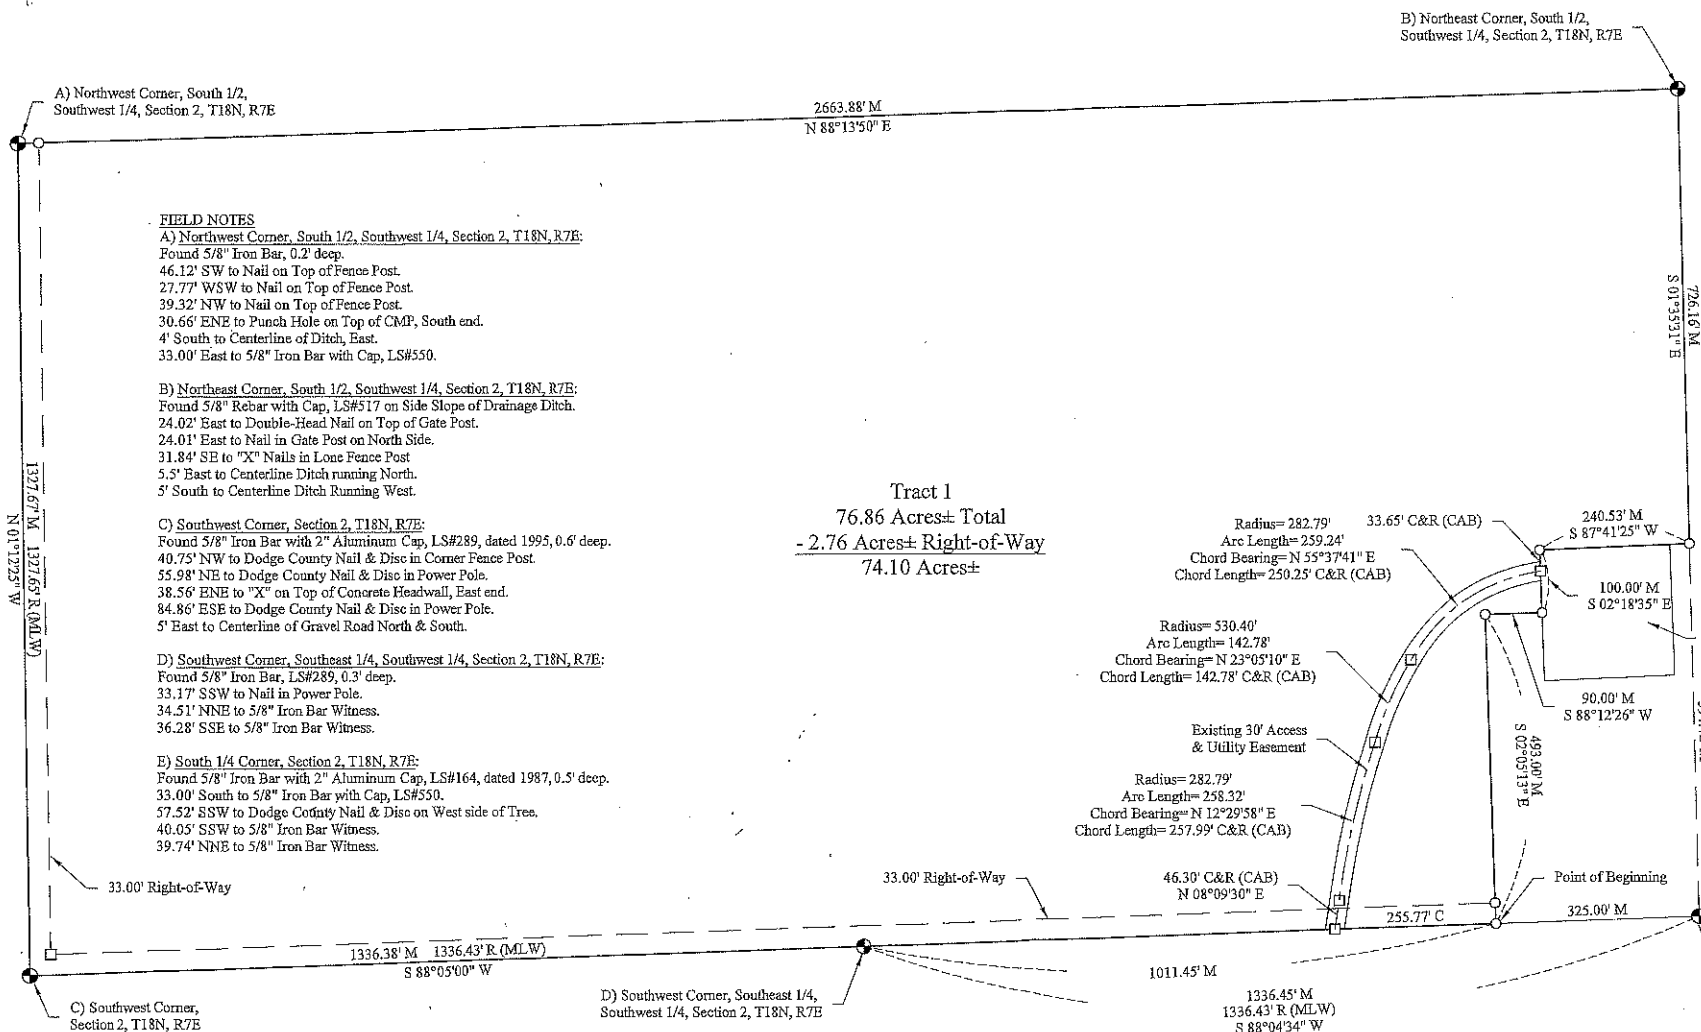 B) Northeast Corner, South 1/2,
Southwest 1/4, Section 2, T18N, R7E
A) Northwest Corner, South 1/2,
Southwest 1/4, Section 2, T18N, R7E
2663.88' M
N 88°13'50" E
FIELD NOTES
A) Northwest Corner, South 1/2, Southwest 1/4, Section 2, T18N, R7E:
Found 5/8" Iron Bar, 0.2' deep.
46.12' SW to Nail on Top of Fence Post.
27.77' WSW to Nail on Top of Fence Post.
39.32' NW to Nail on Top of Fence Post.
30.66' ENE to Punch Hole on Top of CMP, South end.
4' South to Centerline of Ditch, East.
33.00' East to 5/8" Iron Bar with Cap, LS#550.
B) Northeast Corner, South 1/2, Southwest 1/4, Section 2, T18N, R7E:
Found 5/8" Rebar with Cap, LS#517 on Side Slope of Drainage Ditch.
24.02' East to Double-Head Nail on Top of Gate Post.
24.01' East to Nail in Gate Post on North Side.
31.84' SE to "X" Nails in Lone Fence Post
5.5' East to Centerline Ditch running North.
5' South to Centerline Ditch Running West.
C) Southwest Corner, Section 2, T18N, R7E:
Found 5/8" Iron Bar with 2" Aluminum Cap, LS#289, dated 1995, 0.6' deep.
40.75' NW to Dodge County Nail & Disc in Corner Fence Post.
55.98' NE to Dodge County Nail & Disc in Power Pole.
38.56' ENE to "X" on Top of Concrete Headwall, East end.
84.86' ESE to Dodge County Nail & Disc in Power Pole.
5' East to Centerline of Gravel Road North & South.
D) Southwest Corner, Southeast 1/4, Southwest 1/4, Section 2, T18N, R7E:
Found 5/8" Iron Bar, LS#289, 0.3' deep.
33.17' SSW to Nail in Power Pole.
34.51' NNE to 5/8" Iron Bar Witness.
36.28' SSE to 5/8" Iron Bar Witness.
E) South 1/4 Corner, Section 2, T18N, R7E:
Found 5/8" Iron Bar with 2" Aluminum Cap, LS#164, dated 1987, 0.5' deep.
33.00' South to 5/8" Iron Bar with Cap, LS#550.
57.52' SSW to Dodge County Nail & Disc on West side of Tree.
40.05' SSW to 5/8" Iron Bar Witness.
39.74' NNE to 5/8" Iron Bar Witness.
1327.67' M 1327.65' R (MLW)
N 01°12'25" W
726.16' M
S 01°35'31" E
Tract 1
76.86 Acres± Total
- 2.76 Acres± Right-of-Way
74.10 Acres±
Radius= 282.79'
Arc Length= 259.24'
Chord Bearing= N 55°37'41" E
Chord Length= 250.25' C&R (CAB)
33.65' C&R (CAB)
240.53' M
S 87°41'25" W
100.00' M
S 02°18'35" E
Radius= 530.40'
Arc Length= 142.78'
Chord Bearing= N 23°05'10" E
Chord Length= 142.78' C&R (CAB)
90.00' M
S 88°12'26" W
493.00' M
S 02°05'13" E
Existing 30' Access
& Utility Easement
Radius= 282.79'
Arc Length= 258.32'
Chord Bearing= N 12°29'58" E
Chord Length= 257.99' C&R (CAB)
33.00' Right-of-Way
33.00' Right-of-Way
46.30' C&R (CAB)
N 08°09'30" E
Point of Beginning
255.77' C
325.00' M
1336.38' M 1336.43' R (MLW)
S 88°05'00" W
1011.45' M
1336.45' M
1336.43' R (MLW)
S 88°04'34" W
C) Southwest Corner,
Section 2, T18N, R7E
D) Southwest Corner, Southeast 1/4,
Southwest 1/4, Section 2, T18N, R7E